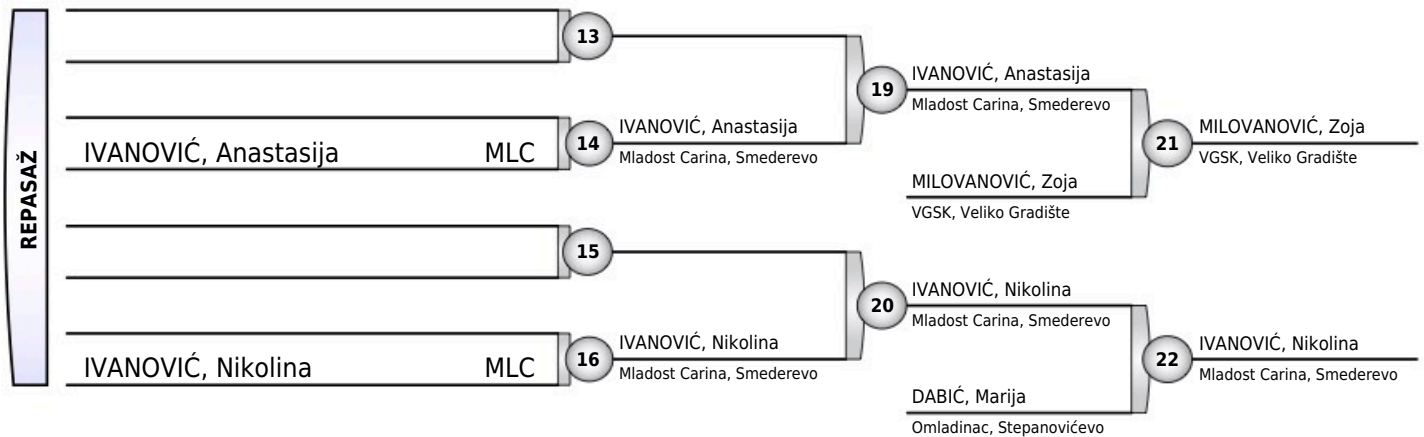 REPASAŽ
13
IVANOVIĆ, Anastasija MLC
14
IVANOVIĆ, Anastasija
Mladost Carina, Smederevo
19
IVANOVIĆ, Anastasija
Mladost Carina, Smederevo
MILOVANOVIĆ, Zoja
VGSK, Veliko Gradište
21
MILOVANOVIĆ, Zoja
VGSK, Veliko Gradište
15
IVANOVIĆ, Nikolina MLC
16
IVANOVIĆ, Nikolina
Mladost Carina, Smederevo
20
IVANOVIĆ, Nikolina
Mladost Carina, Smederevo
DABIĆ, Marija
Omladinac, Stepanovićevo
22
IVANOVIĆ, Nikolina
Mladost Carina, Smederevo